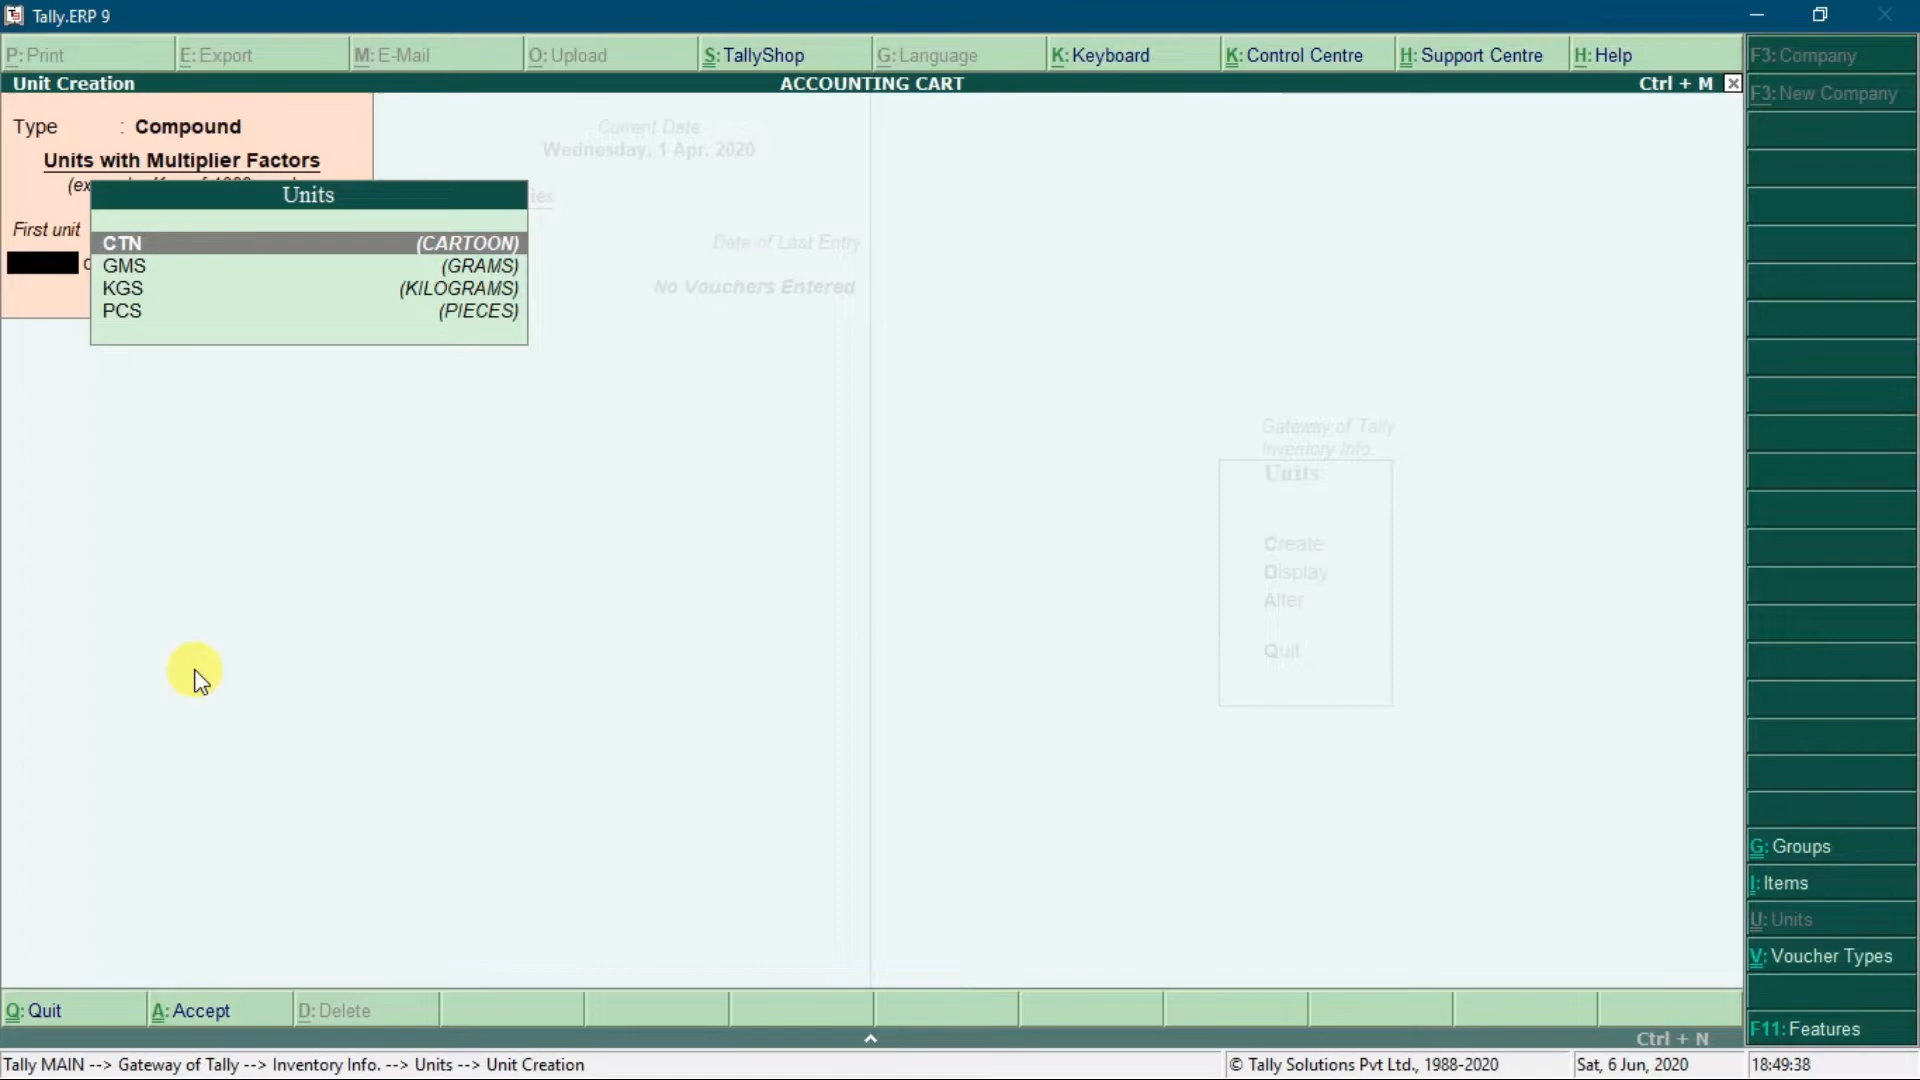 Tally.ERP 9
P: Print
E: Export
M: E-Mail
O: Upload
S: TallyShop
G: Language
K: Keyboard
K: Control Centre
H: Support Centre
H: Help
F3: Company
Unit Creation
ACCOUNTING CART
Ctrl + M
F3: New Company
Type : Compound
Current Date
Wednesday, 1 Apr. 2020
Units with Multiplier Factors
Units
First unit
CTN (CARTOON)
GMS (GRAMS)
KGS (KILOGRAMS)
PCS (PIECES)
Date of Last Entry
No Vouchers Entered
Gateway of Tally
Inventory Info.
Units
Create
Display
Alter
Quit
G: Groups
I: Items
U: Units
V: Voucher Types
F11: Features
Q: Quit
A: Accept
D: Delete
Ctrl + N
Tally MAIN --> Gateway of Tally --> Inventory Info. --> Units --> Unit Creation
© Tally Solutions Pvt Ltd., 1988-2020
Sat, 6 Jun, 2020
18:49:38